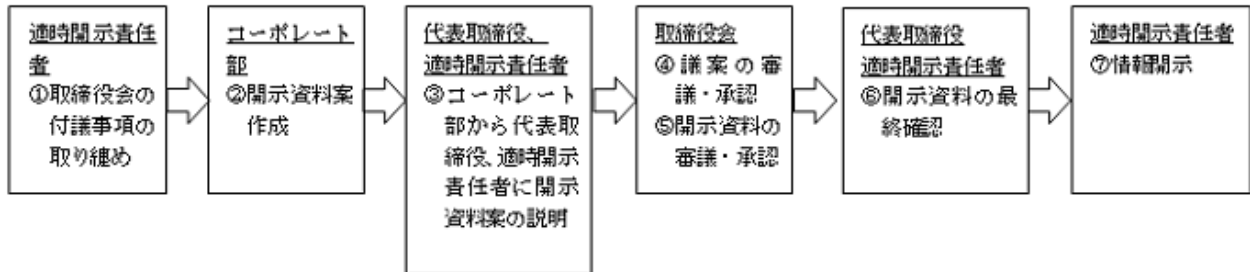 適時開示責任
者
①取締役会の
付議事項の
取り纏め
コーポレート
部
②開示資料案
作成
代表取締役、
適時開示責任者
③コーポレート
部から代表取
締役、適時開示
責任者に開示
資料案の説明
取締役会
④議案の審
議・承認
⑤開示資料の
審議・承認
代表取締役
適時開示責任者
⑥開示資料の最
終確認
適時開示責任者
⑦情報開示